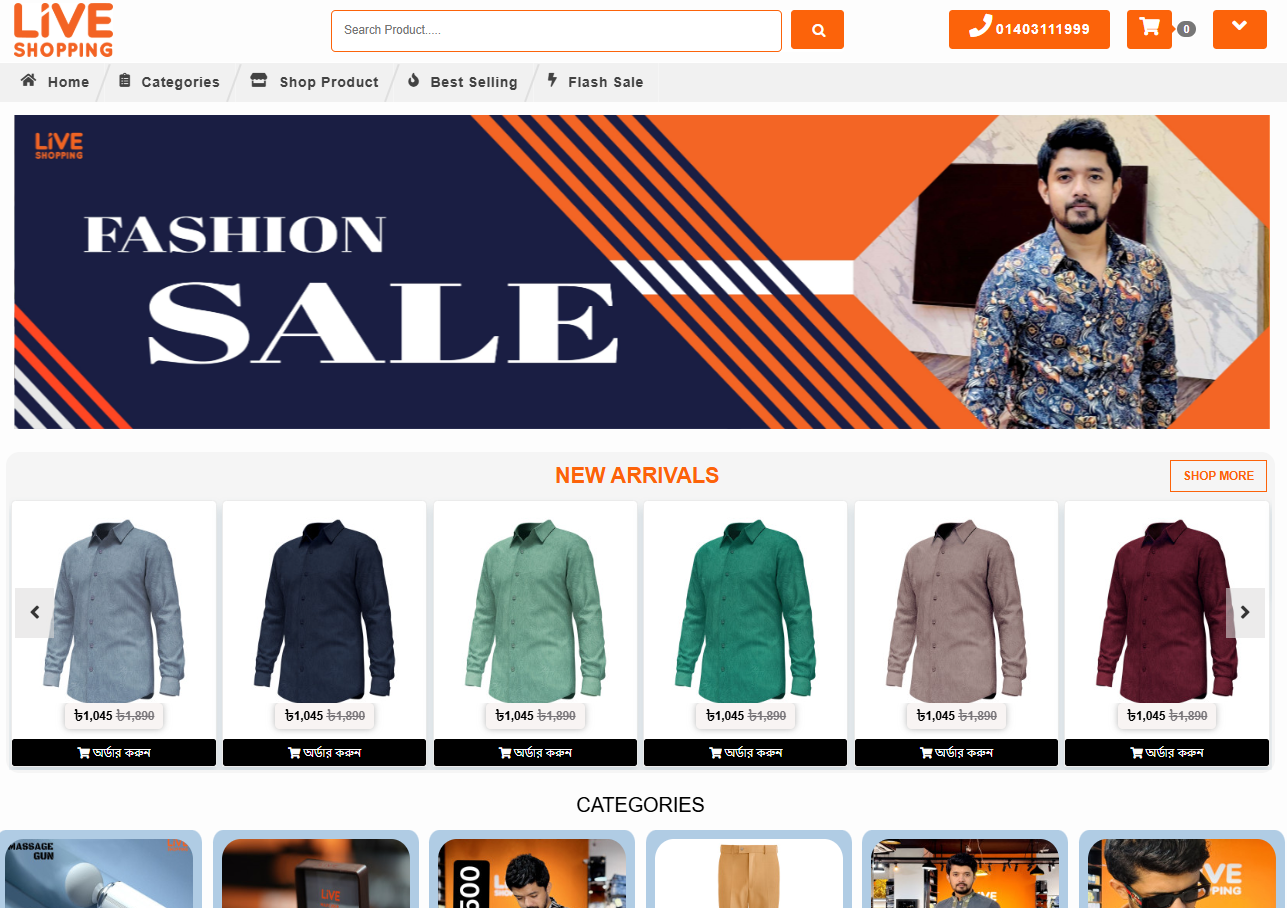 LiVE
SHOPPING
Search Product.....
01403111999
0
Home
Categories
Shop Product
Best Selling
Flash Sale
LiVE
SHOPPING
FASHION
SALE
NEW ARRIVALS
SHOP MORE
৳1,045 ৳1,890
৳1,045 ৳1,890
৳1,045 ৳1,890
৳1,045 ৳1,890
৳1,045 ৳1,890
৳1,045 ৳1,890
অর্ডার করুন
অর্ডার করুন
অর্ডার করুন
অর্ডার করুন
অর্ডার করুন
অর্ডার করুন
CATEGORIES
MASSAGE
GUN
LiVE
LiVE
500